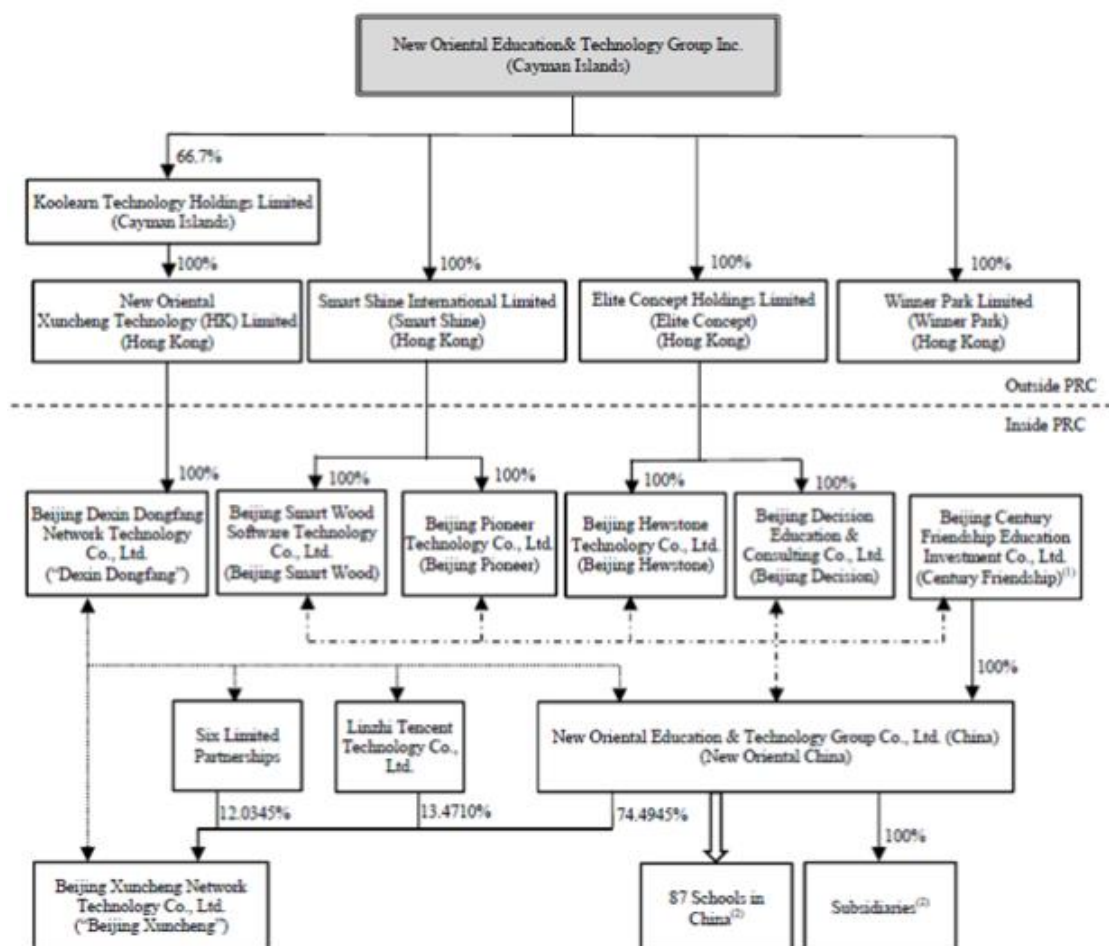 New Oriental Education& Technology Group Inc.
(Cayman Islands)
66.7%
Koolearn Technology Holdings Limited
(Cayman Islands)
100%
100%
100%
100%
New Oriental
Xuncheng Technology (HK) Limited
(Hong Kong)
Smart Shine International Limited
(Smart Shine)
(Hong Kong)
Elite Concept Holdings Limited
(Elite Concept)
(Hong Kong)
Winner Park Limited
(Winner Park)
(Hong Kong)
Outside PRC
Inside PRC
100%
100%
100%
100%
100%
Beijing Dexin Dongfang
Network Technology
Co., Ltd.
(“Dexin Dongfang”)
Beijing Smart Wood
Software Technology
Co., Ltd.
(Beijing Smart Wood)
Beijing Pioneer
Technology Co., Ltd.
(Beijing Pioneer)
Beijing Hewstone
Technology Co., Ltd.
(Beijing Hewstone)
Beijing Decision
Education &
Consulting Co., Ltd.
(Beijing Decision)
Beijing Century
Friendship Education
Investment Co., Ltd.
(Century Friendship)(1)
100%
Six Limited
Partnerships
Linzhi Tencent
Technology Co.,
Ltd.
New Oriental Education & Technology Group Co., Ltd. (China)
(New Oriental China)
12.0345%
13.4710%
74.4945%
100%
Beijing Xuncheng Network
Technology Co., Ltd.
(“Beijing Xuncheng”)
87 Schools in
China(2)
Subsidiaries(2)